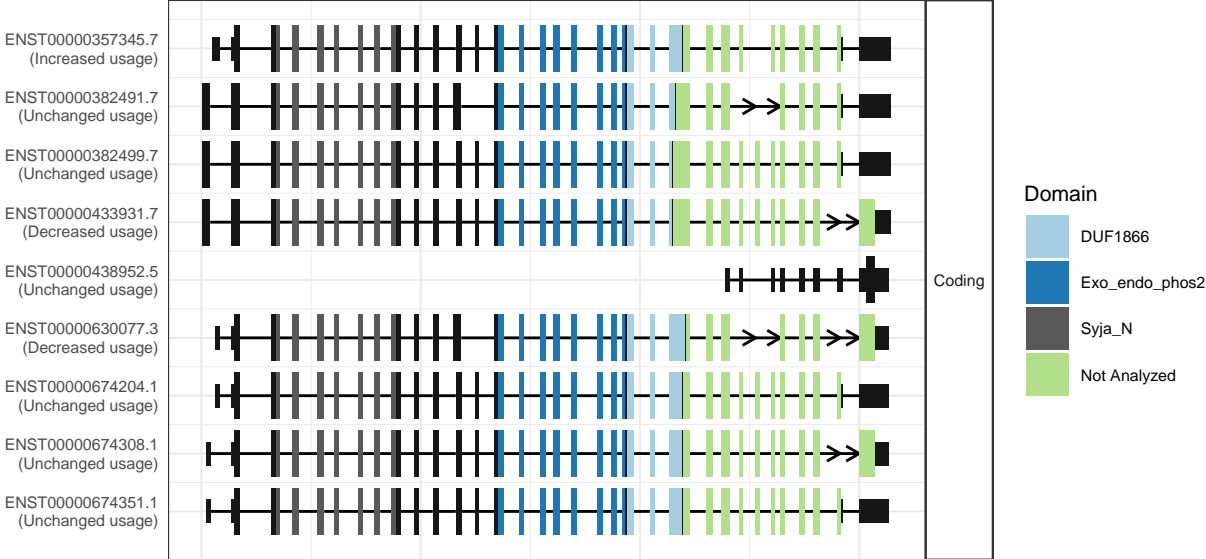 ENST00000357345.7
(Increased usage)
ENST00000382491.7
(Unchanged usage)
ENST00000382499.7
(Unchanged usage)
ENST00000433931.7
(Decreased usage)
ENST00000438952.5
(Unchanged usage)
ENST00000630077.3
(Decreased usage)
ENST00000674204.1
(Unchanged usage)
ENST00000674308.1
(Unchanged usage)
ENST00000674351.1
(Unchanged usage)
Coding
Domain
DUF1866
Exo_endo_phos2
Syja_N
Not Analyzed